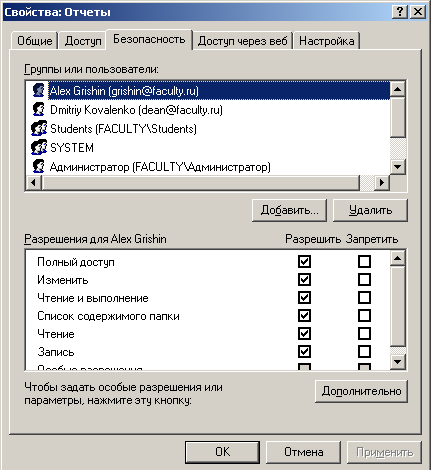 Свойства: Отчеты
Общие Доступ Безопасность Доступ через веб Настройка
Группы или пользователи:
Alex Grishin (grishin@faculty.ru)
Dmitriy Kovalenko (dean@faculty.ru)
Students (FACULTY\Students)
SYSTEM
Администратор (FACULTY\Администратор)
Добавить... Удалить
Разрешения для Alex Grishin Разрешить Запретить
Полный доступ
Изменить
Чтение и выполнение
Список содержимого папки
Чтение
Запись
Особые разрешения
Чтобы задать особые разрешения или
параметры, нажмите эту кнопку: Дополнительно
OK Отмена Применить